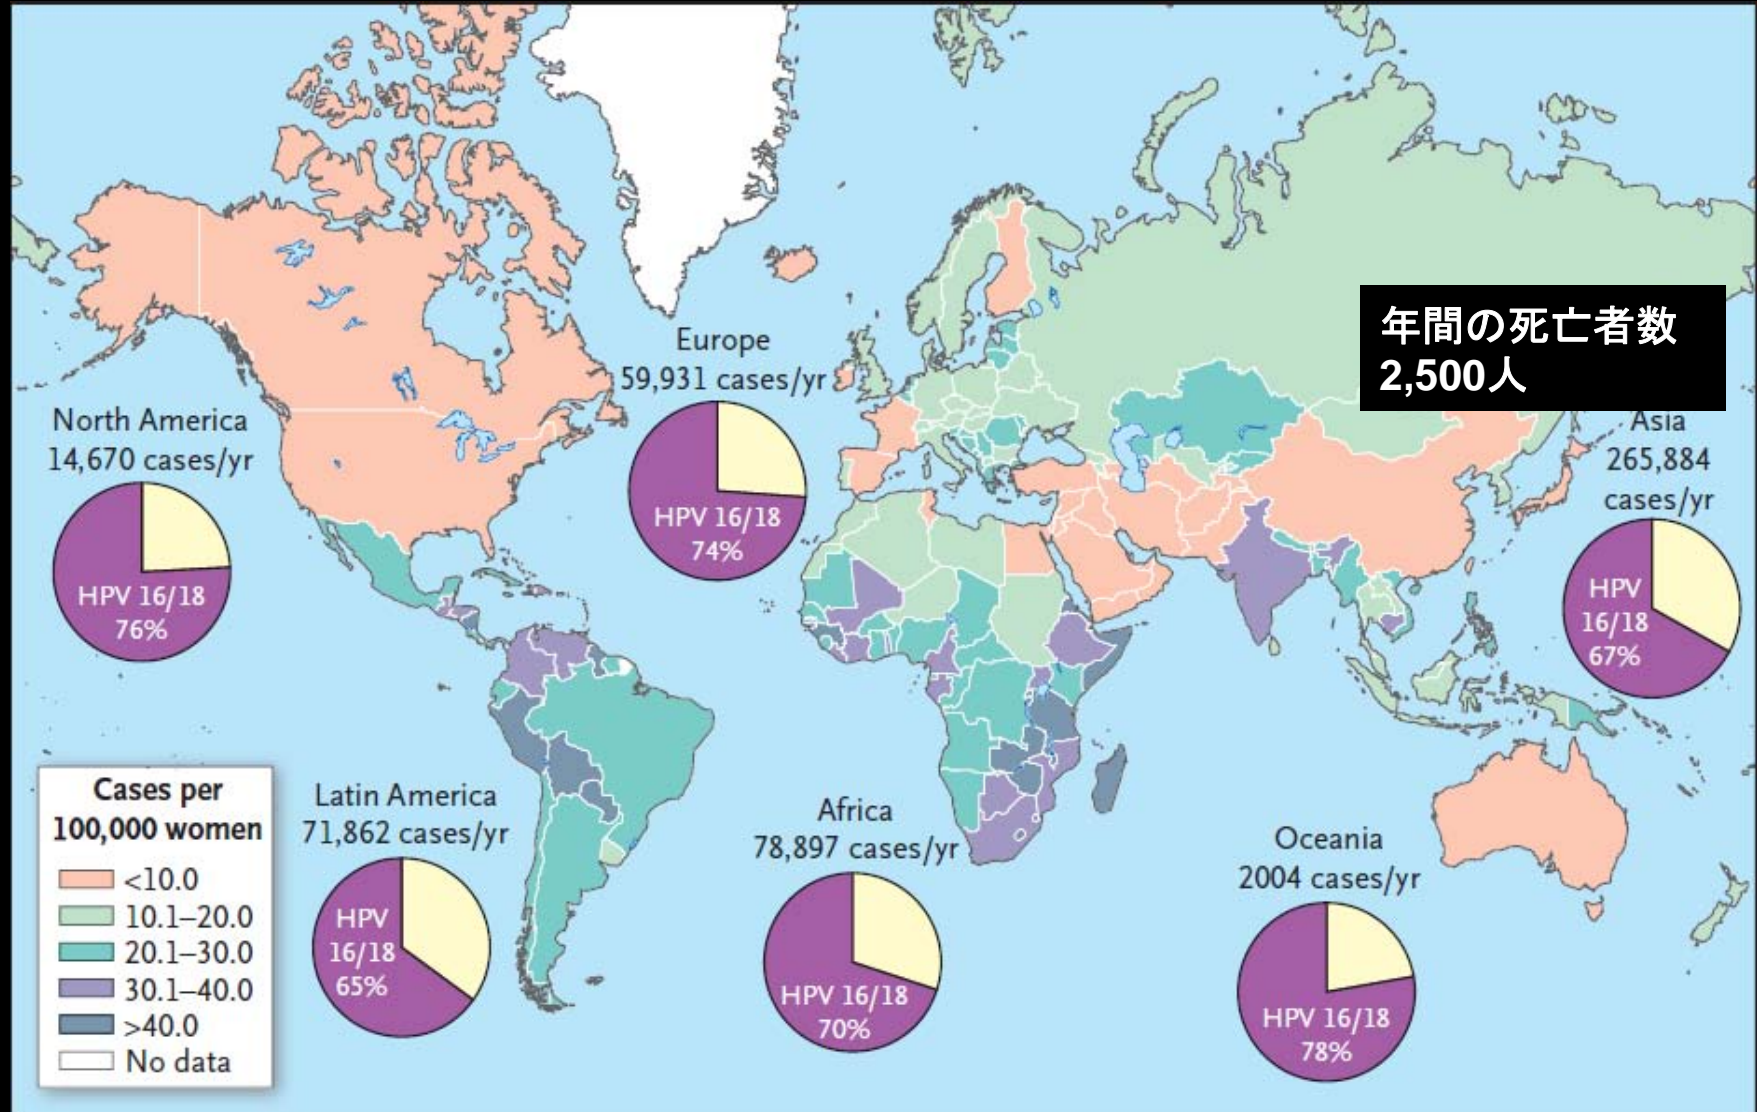 年間の死亡者数
2,500人
Europe
59,931 cases/yr
HPV 16/18
74%
North America
14,670 cases/yr
HPV 16/18
76%
Asia
265,884
cases/yr
HPV
16/18
67%
Cases per
100,000 women
<10.0
10.1–20.0
20.1–30.0
30.1–40.0
>40.0
No data
Latin America
71,862 cases/yr
HPV
16/18
65%
Africa
78,897 cases/yr
HPV 16/18
70%
Oceania
2004 cases/yr
HPV 16/18
78%